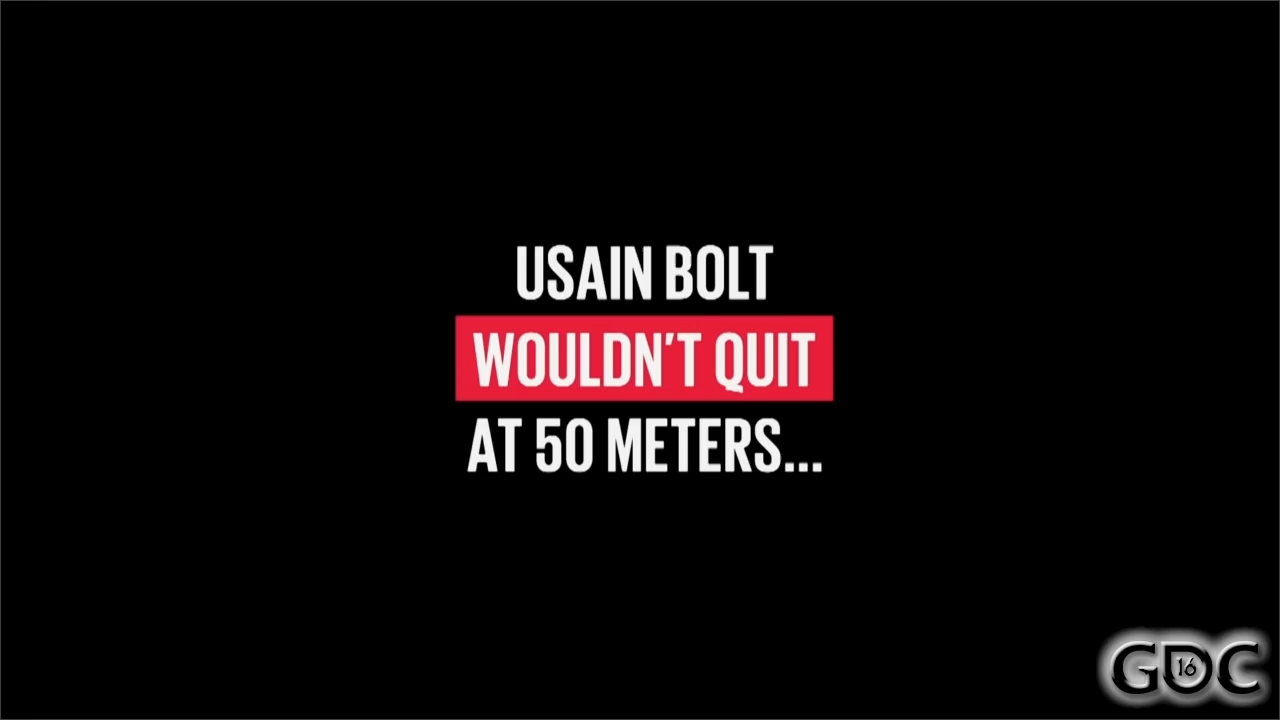 USAIN BOLT
WOULDN'T QUIT
AT 50 METERS...
GDC
16